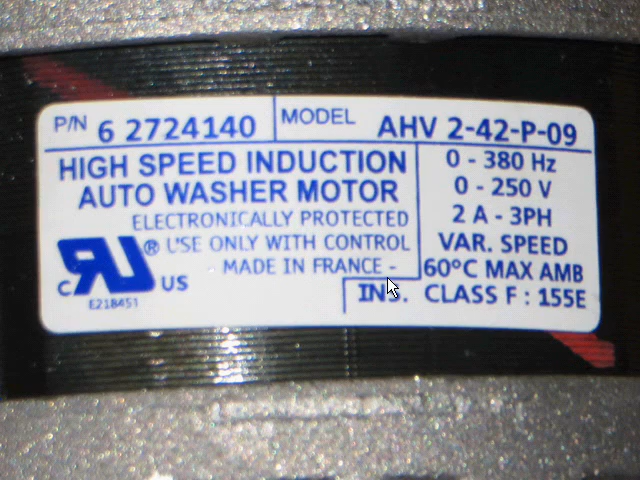 P/N 6 2724140 MODEL AHV 2-42-P-09
HIGH SPEED INDUCTION
AUTO WASHER MOTOR
ELECTRONICALLY PROTECTED
USE ONLY WITH CONTROL
MADE IN FRANCE -
C RU ® US
E218451
0 - 380 Hz
0 - 250 V
2 A - 3PH
VAR. SPEED
60°C MAX AMB
INS. CLASS F : 155E